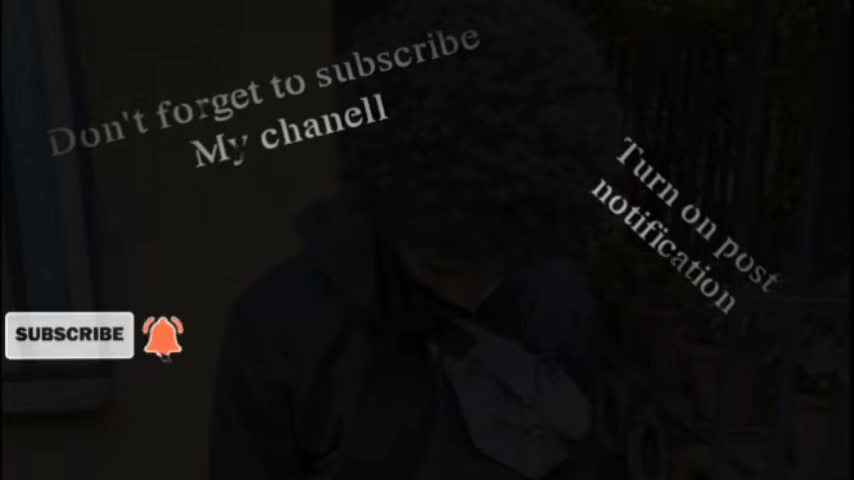 Don't forget to subscribe
My chanell
Turn on post
notification
SUBSCRIBE